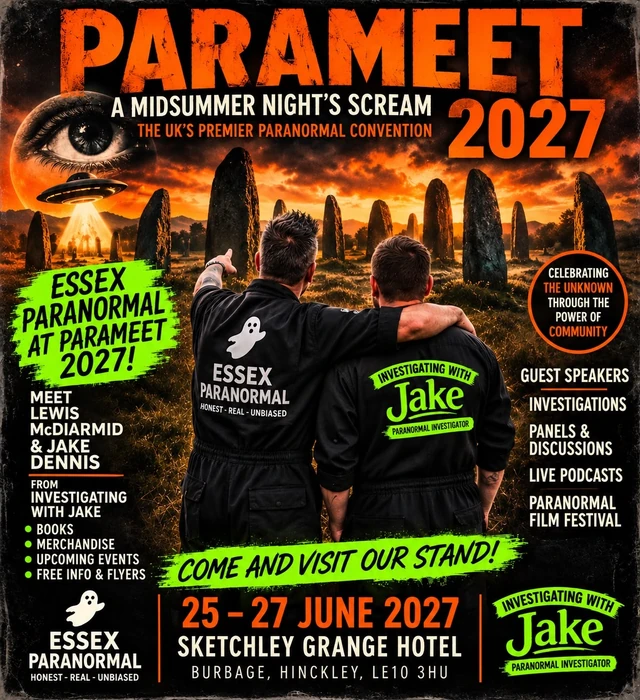 PARAMEET
2027
A MIDSUMMER NIGHT'S SCREAM
THE UK'S PREMIER PARANORMAL CONVENTION
ESSEX
PARANORMAL
AT PARAMEET
2027!
MEET
LEWIS
McDIARMID
& JAKE
DENNIS
FROM
INVESTIGATING
WITH JAKE
BOOKS
MERCHANDISE
UPCOMING EVENTS
FREE INFO & FLYERS
ESSEX
PARANORMAL
HONEST - REAL - UNBIASED
INVESTIGATING WITH
Jake
PARANORMAL INVESTIGATOR
CELEBRATING
THE UNKNOWN
THROUGH THE
POWER OF
COMMUNITY
GUEST SPEAKERS
INVESTIGATIONS
PANELS &
DISCUSSIONS
LIVE PODCASTS
PARANORMAL
FILM FESTIVAL
COME AND VISIT OUR STAND!
ESSEX
PARANORMAL
HONEST - REAL - UNBIASED
25 – 27 JUNE 2027
SKETCHLEY GRANGE HOTEL
BURBAGE, HINCKLEY, LE10 3HU
INVESTIGATING WITH
Jake
PARANORMAL INVESTIGATOR